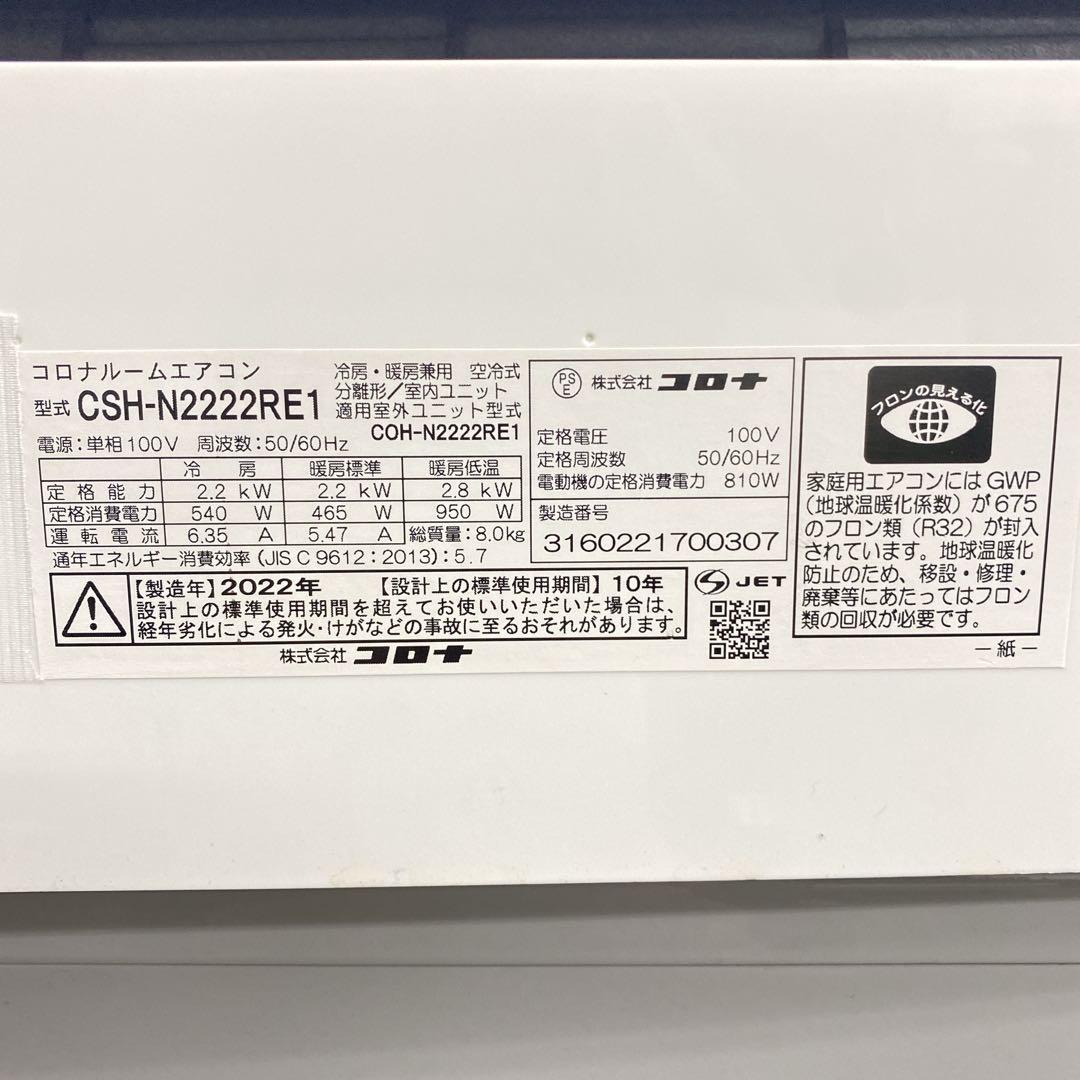 コロナルームエアコン
型式 CSH-N2222RE1
冷房・暖房兼用 空冷式
分離形/室内ユニット
適用室外ユニット型式
COH-N2222RE1
電源:単相100V 周波数:50/60Hz
冷房 暖房標準 暖房低温
定格能力 2.2 kW 2.2 kW 2.8 kW
定格消費電力 540 W 465 W 950 W
運転電流 6.35 A 5.47 A 総質量:8.0kg
通年エネルギー消費効率(JIS C 9612:2013):5.7
【製造年】2022年 【設計上の標準使用期間】10年
設計上の標準使用期間を超えてお使いいただいた場合は、
経年劣化による発火・けがなどの事故に至るおそれがあります。
株式会社 コロナ
PS
E
株式会社 コロナ
定格電圧 100V
定格周波数 50/60Hz
電動機の定格消費電力 810W
製造番号
3160221700307
JET
フロンの見える化
家庭用エアコンにはGWP
(地球温暖化係数)が675
のフロン類(R32)が封入
されています。地球温暖化
防止のため、移設・修理・
廃棄等にあたってはフロン
類の回収が必要です。
-紙-